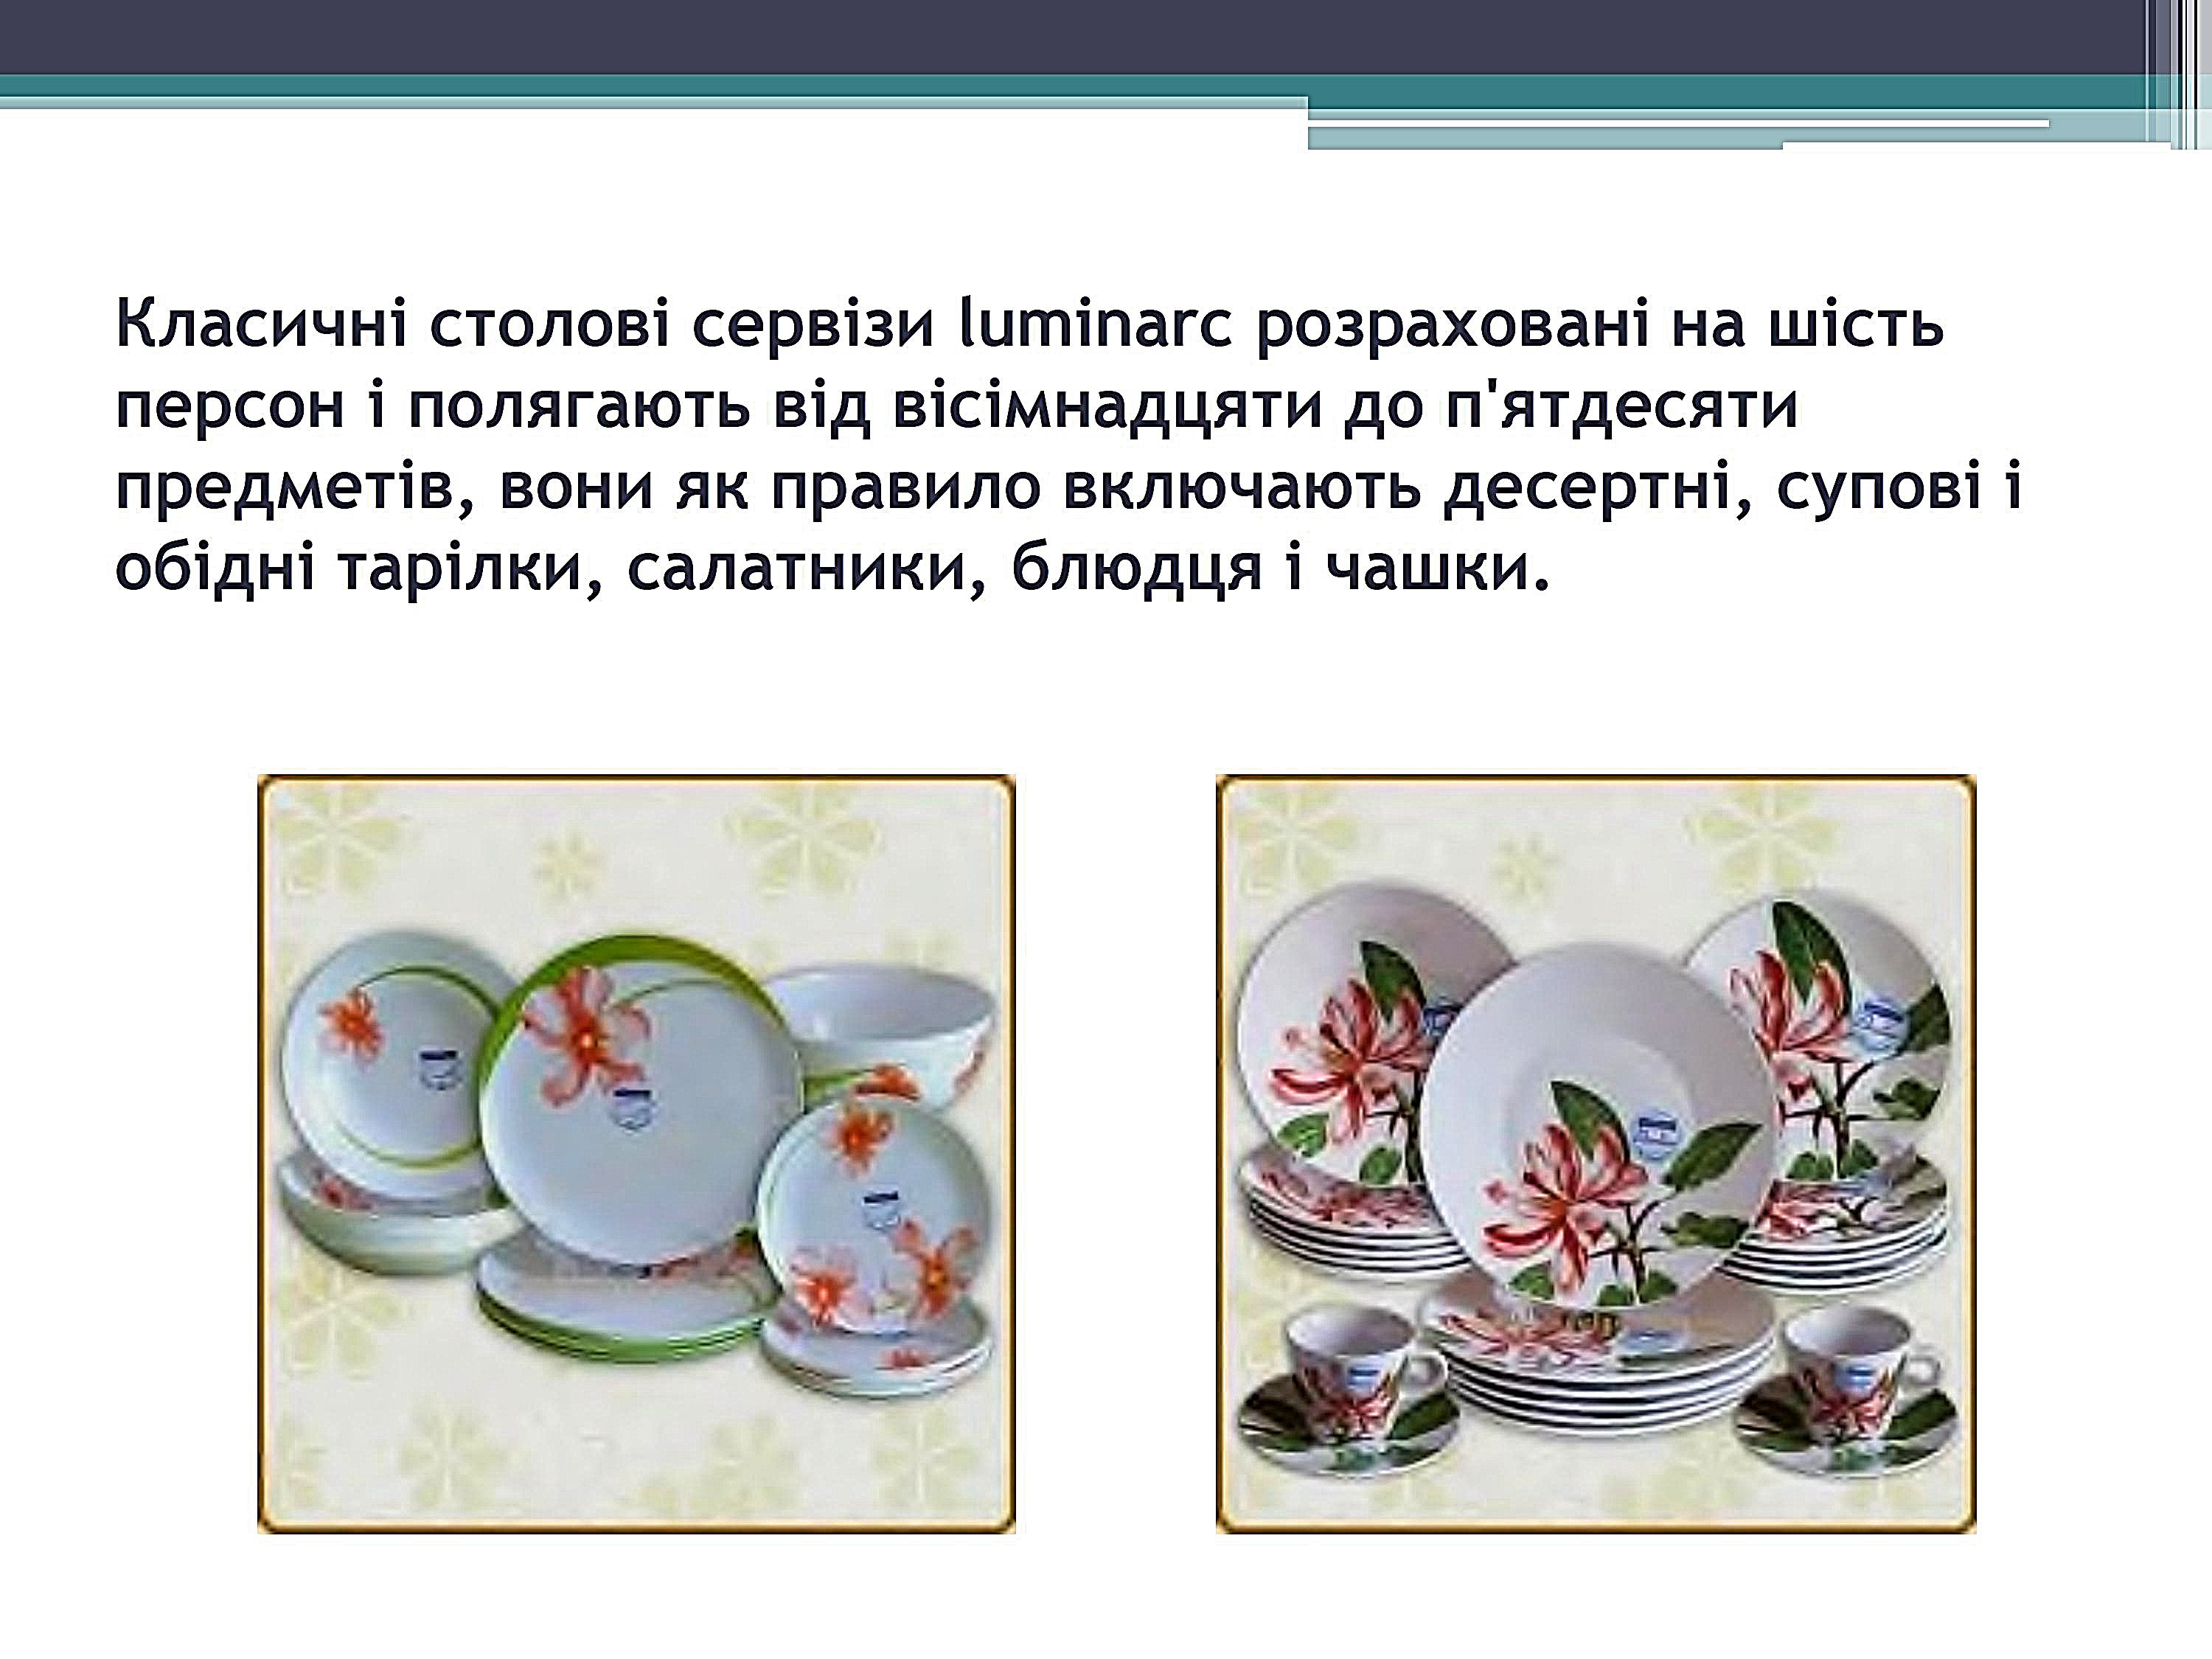 Класичні столові сервізи luminarc розраховані на шість
персон і полягають від вісімнадцяти до п'ятдесяти
предметів, вони як правило включають десертні, супові і
обідні тарілки, салатники, блюдця і чашки.